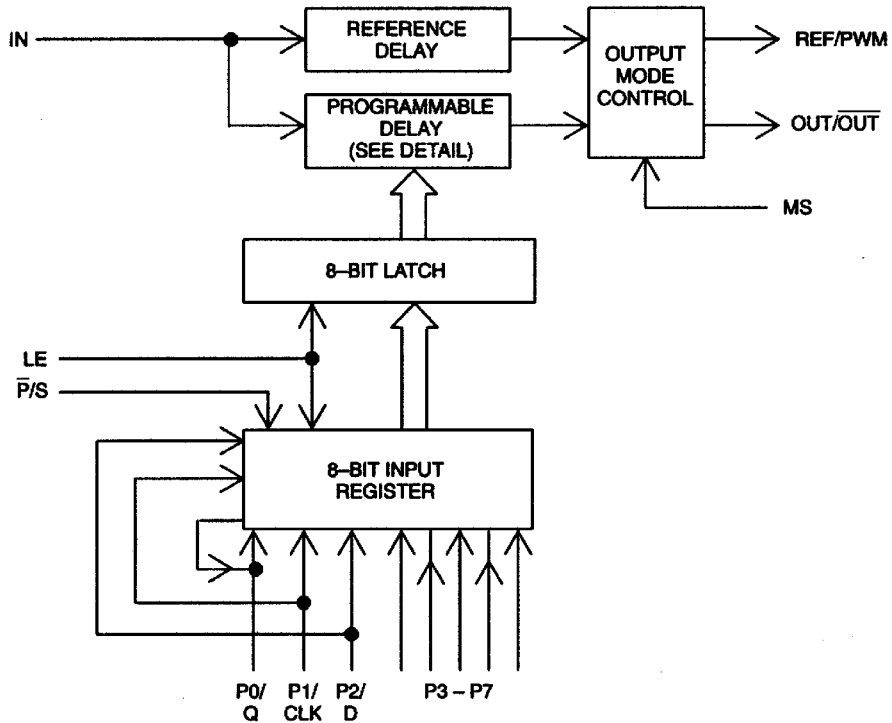 IN
REFERENCE
DELAY
OUTPUT
MODE
CONTROL
REF/PWM
PROGRAMMABLE
DELAY
(SEE DETAIL)
OUT/O̅U̅T̅
MS
8–BIT LATCH
LE
P̅/S
8–BIT INPUT
REGISTER
P0/
Q
P1/
CLK
P2/
D
P3 – P7